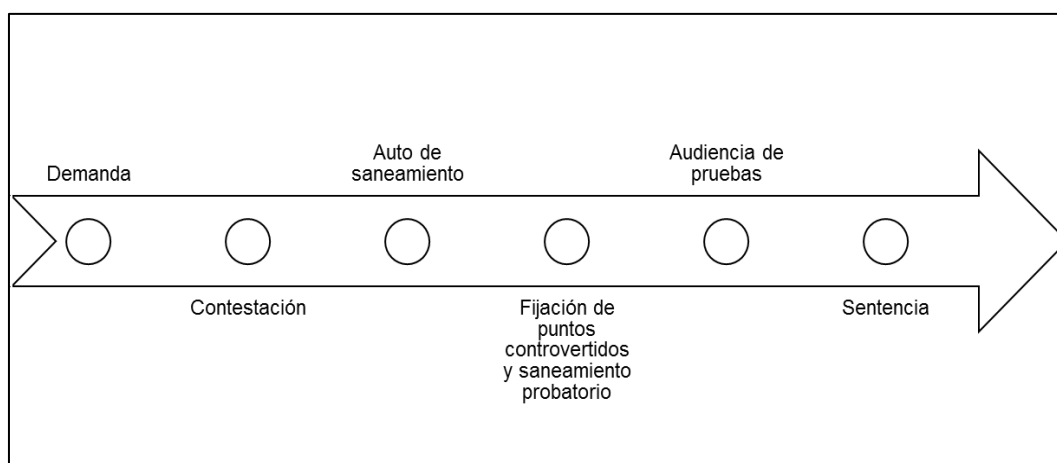 Demanda
Contestación
Auto de
saneamiento
Fijación de
puntos
controvertidos
y saneamiento
probatorio
Audiencia de
pruebas
Sentencia